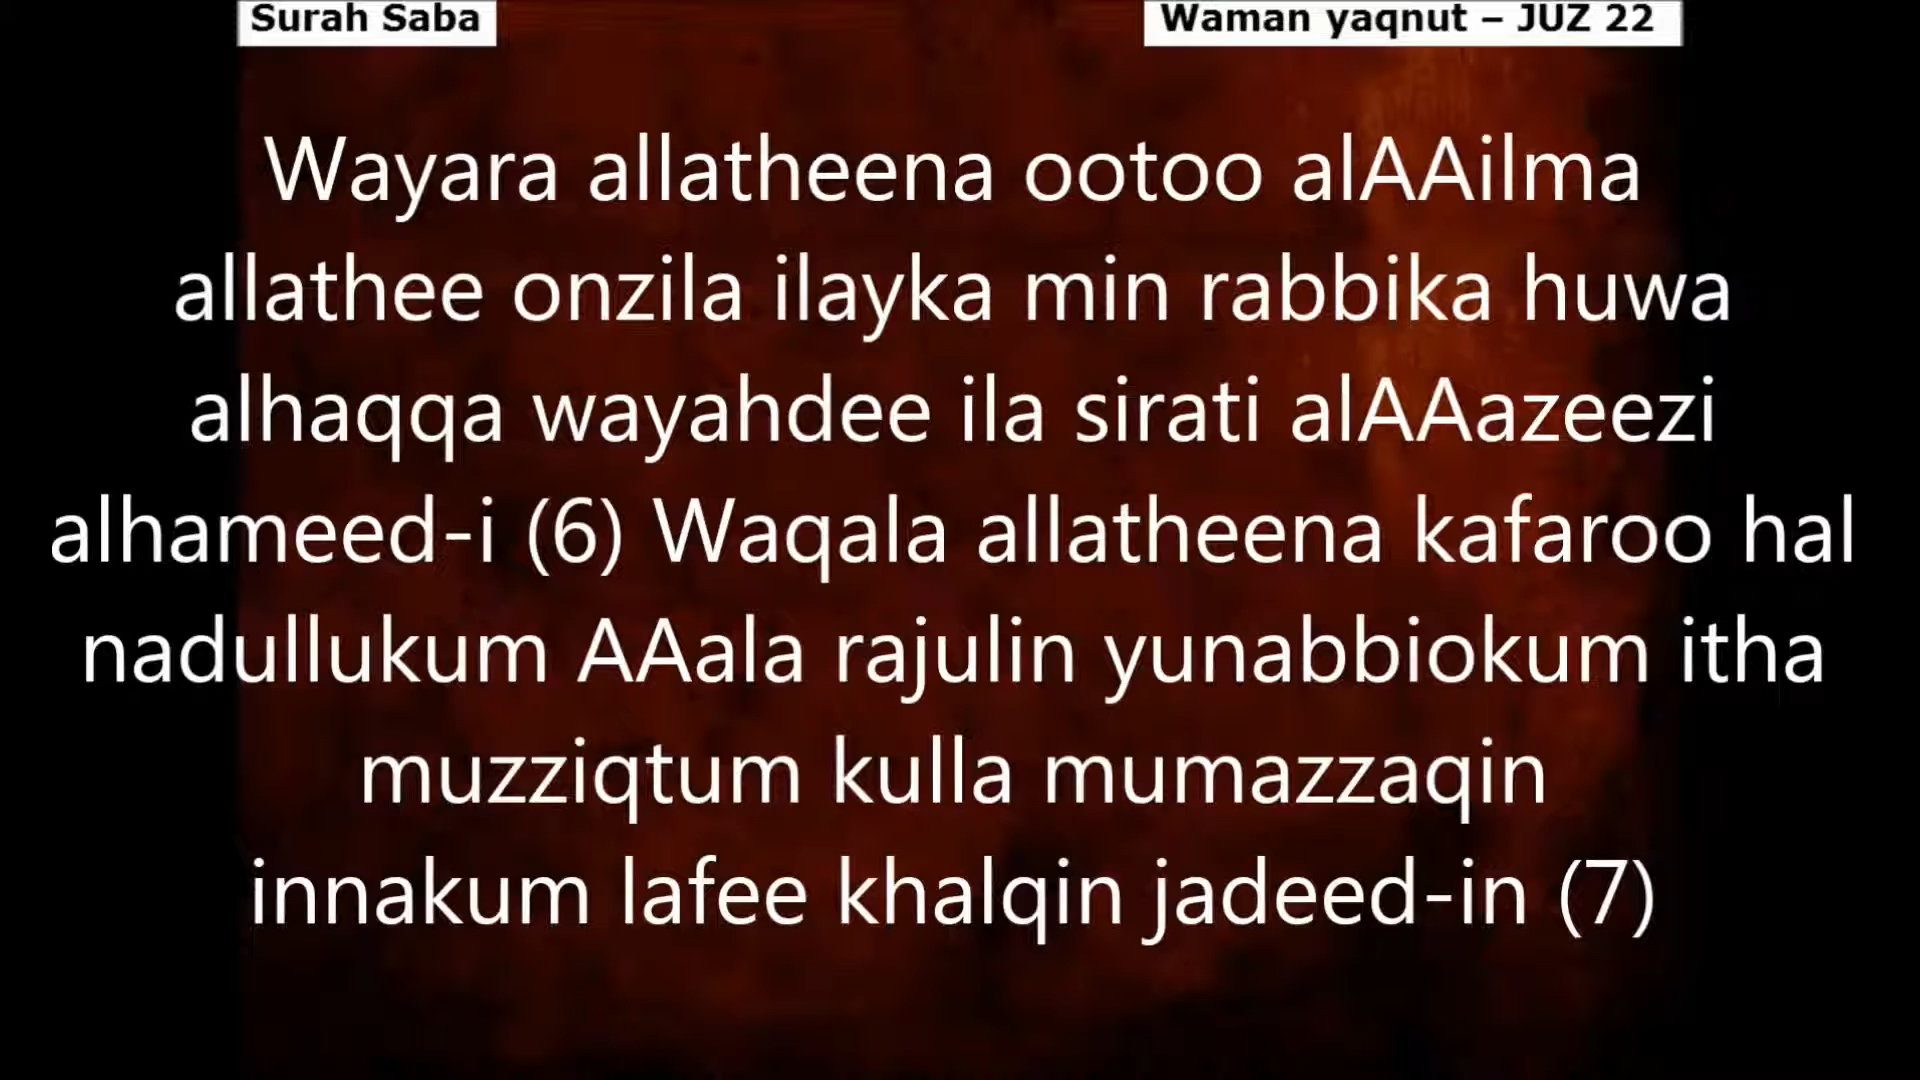 Surah Saba
Waman yaqnut – JUZ 22
Wayara allatheena ootoo alAAilma
allathee onzila ilayka min rabbika huwa
alhaqqa wayahdee ila sirati alAAazeezi
alhameed-i (6) Waqala allatheena kafaroo hal
nadullukum AAala rajulin yunabbiokum itha
muzziqtum kulla mumazzaqin
innakum lafee khalqin jadeed-in (7)